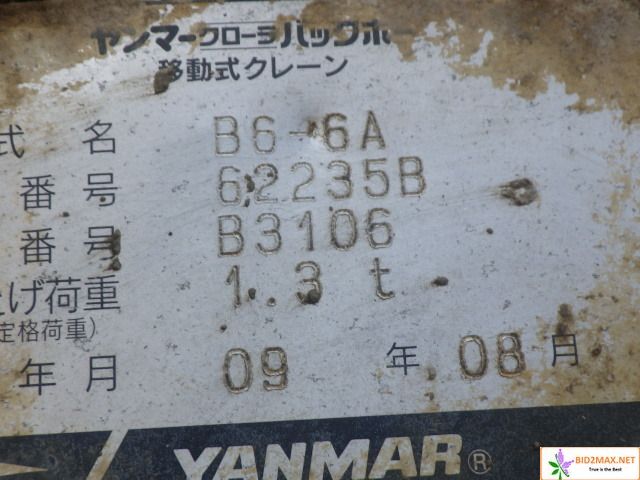 ヤンマークローラバックホー
移動式クレーン
式 名 B6-6A
番号 62235B
番号 B3106
上げ荷重 1.3 t
定格荷重)
年月 09 年 08 月
YANMAR®
BID2MAX.NET
True is the Best